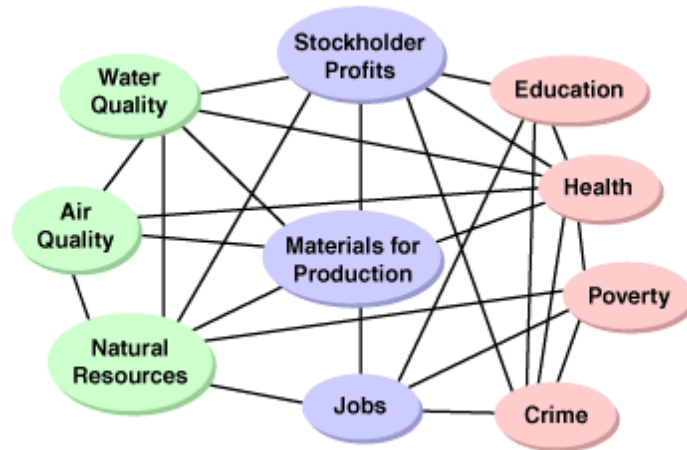 Stockholder
Profits
Water
Quality
Education
Health
Air
Quality
Materials for
Production
Poverty
Natural
Resources
Jobs
Crime